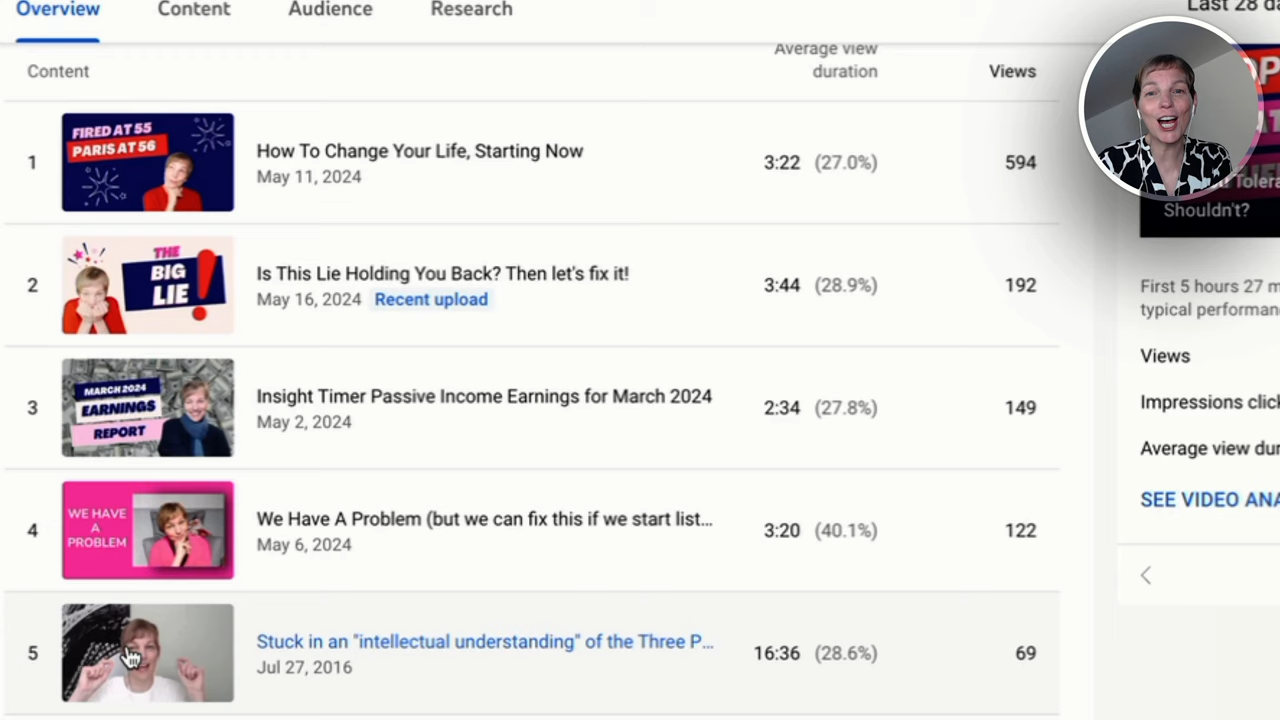 Overview Content Audience Research
Last 28 da
Content Average view duration Views
1 FIRED AT 55 PARIS AT 56 How To Change Your Life, Starting Now 3:22 (27.0%) 594
May 11, 2024
2 THE BIG LIE ! Is This Lie Holding You Back? Then let's fix it! 3:44 (28.9%) 192
May 16, 2024 Recent upload
3 MARCH 2024 EARNINGS REPORT Insight Timer Passive Income Earnings for March 2024 2:34 (27.8%) 149
May 2, 2024
4 WE HAVE A PROBLEM We Have A Problem (but we can fix this if we start list... 3:20 (40.1%) 122
May 6, 2024
5 Stuck in an "intellectual understanding" of the Three P... 16:36 (28.6%) 69
Jul 27, 2016
Tolera
Shouldn't?
First 5 hours 27 m
typical performan
Views
Impressions click
Average view dur
SEE VIDEO ANA